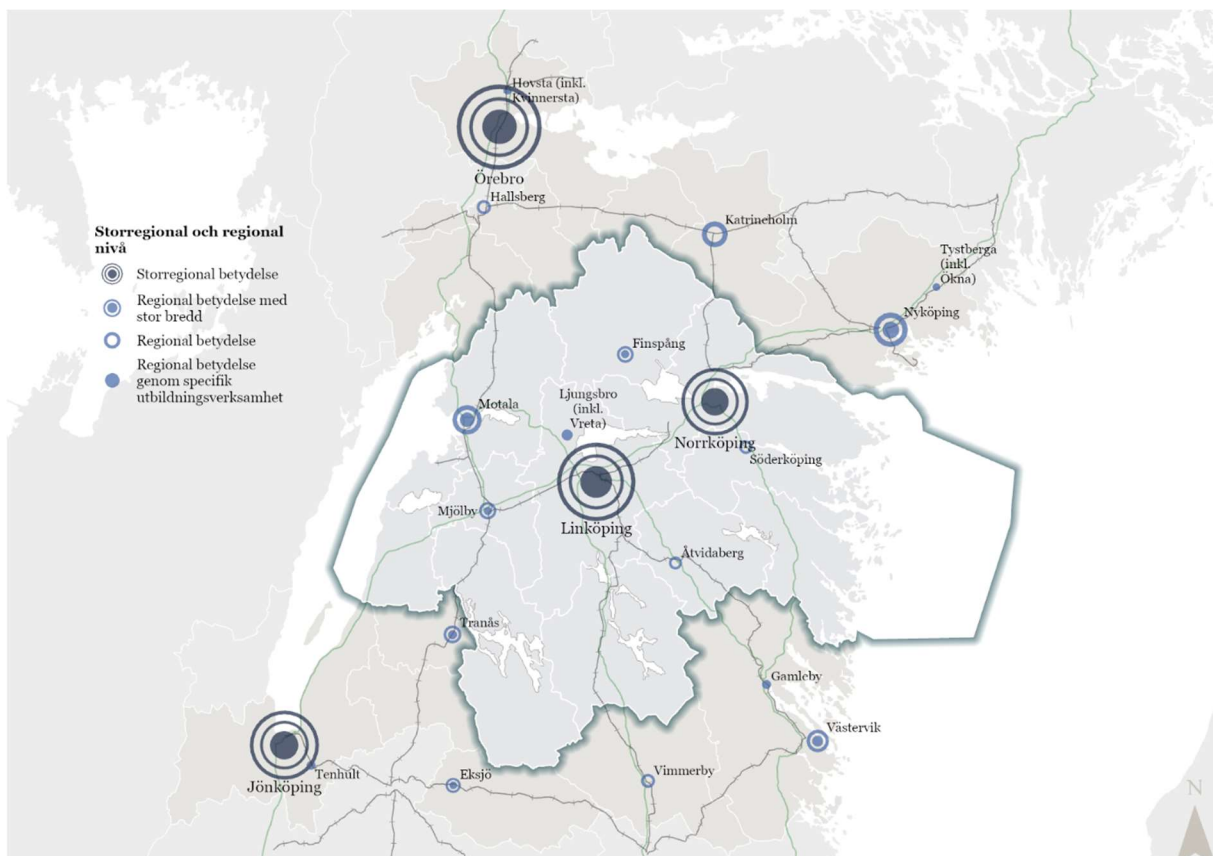 Hovsta (inkl.
Kvinnersta)
Örebro
Hallsberg
Katrineholm
Tystberga
(inkl.
Ökna)
Nyköping
Storregional och regional
nivå
Storregional betydelse
Regional betydelse med
stor bredd
Regional betydelse
Regional betydelse
genom specifik
utbildningsverksamhet
Finspång
Motala
Ljungsbro
(inkl.
Vreta)
Norrköping
Söderköping
Mjölby
Linköping
Åtvidaberg
Tranås
Gamleby
Västervik
Jönköping
Tenhult
Eksjö
Vimmerby
N